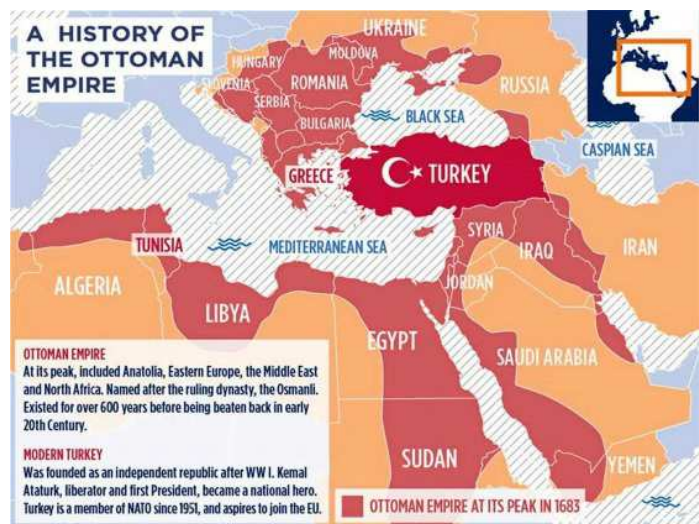 A HISTORY OF
THE OTTOMAN
EMPIRE
UKRAINE
MOLDOVA
HUNGARY
SLOVENIA
ROMANIA
RUSSIA
SERBIA
BULGARIA
BLACK SEA
CASPIAN SEA
GREECE
TURKEY
TUNISIA
MEDITERRANEAN SEA
SYRIA
IRAQ
IRAN
JORDAN
ALGERIA
LIBYA
EGYPT
SAUDI ARABIA
SUDAN
YEMEN
OTTOMAN EMPIRE
At its peak, included Anatolia, Eastern Europe, the Middle East
and North Africa. Named after the ruling dynasty, the Osmanli.
Existed for over 600 years before being beaten back in early
20th Century.
MODERN TURKEY
Was founded as an independent republic after WW I. Kemal
Ataturk, liberator and first President, became a national hero.
Turkey is a member of NATO since 1951, and aspires to join the EU.
OTTOMAN EMPIRE AT ITS PEAK IN 1683